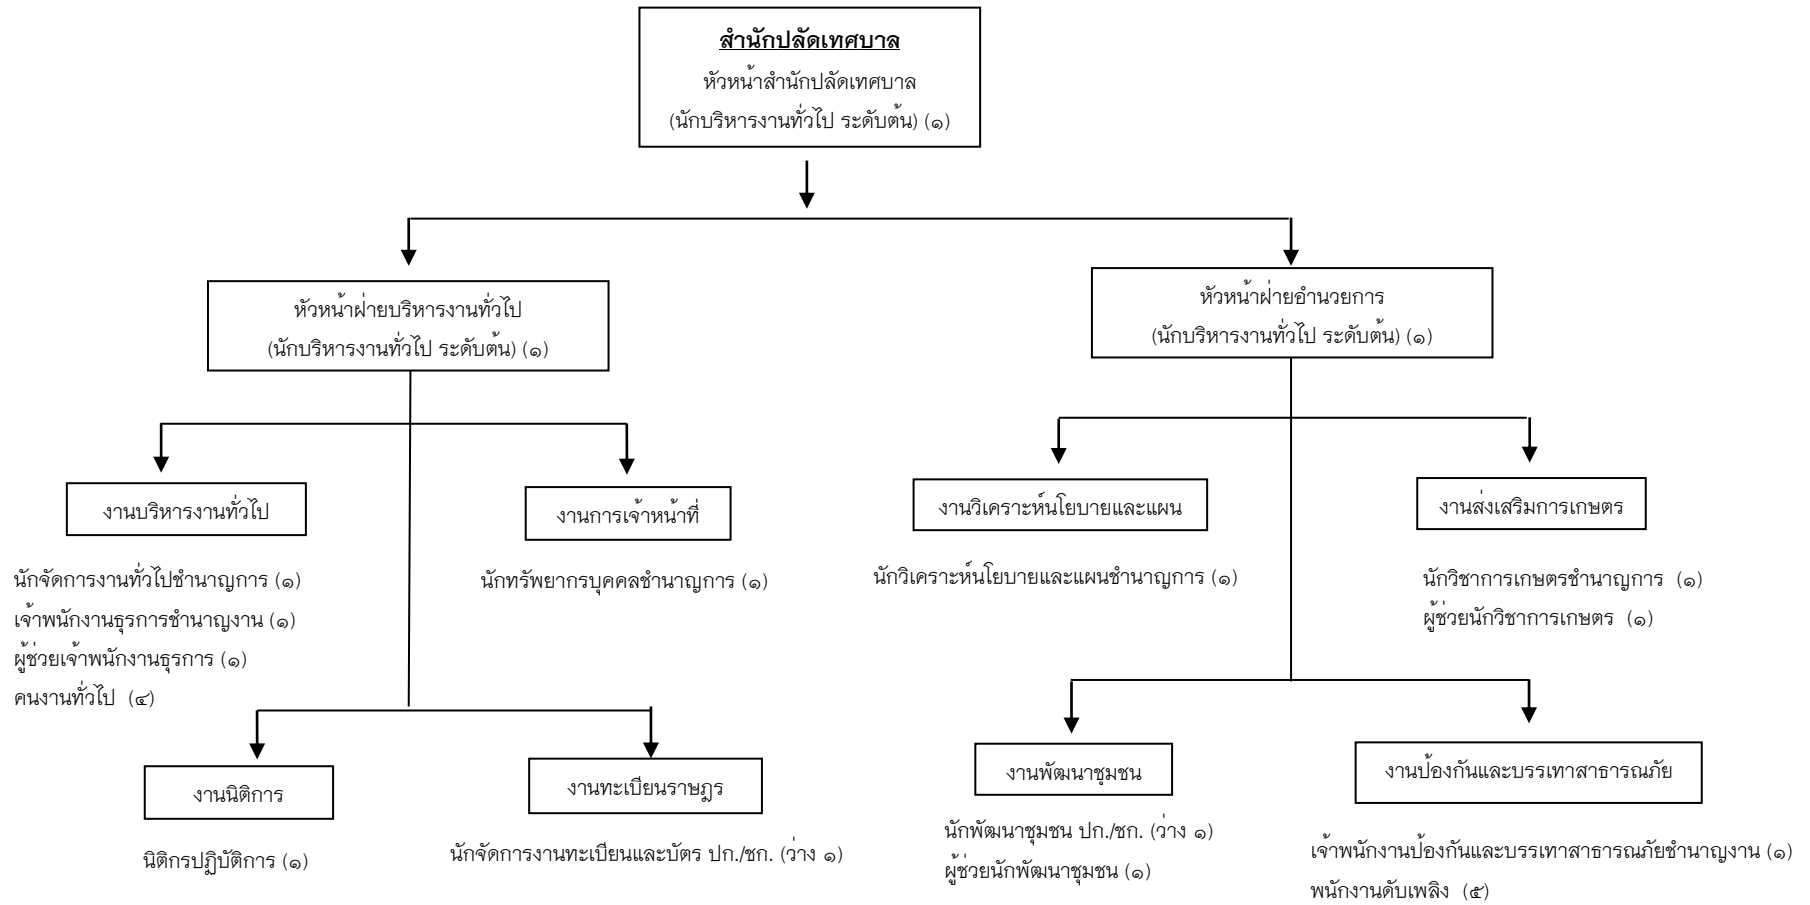 สำนักปลัดเทศบาล
หัวหน้าสำนักปลัดเทศบาล
(นักบริหารงานทั่วไป ระดับต้น) (๑)
หัวหน้าฝ่ายบริหารงานทั่วไป
(นักบริหารงานทั่วไป ระดับต้น) (๑)
หัวหน้าฝ่ายอำนวยการ
(นักบริหารงานทั่วไป ระดับต้น) (๑)
งานบริหารงานทั่วไป
นักจัดการงานทั่วไปชำนาญการ (๑)
เจ้าพนักงานธุรการชำนาญงาน (๑)
ผู้ช่วยเจ้าพนักงานธุรการ (๑)
คนงานทั่วไป (๔)
งานการเจ้าหน้าที่
นักทรัพยากรบุคคลชำนาญการ (๑)
งานวิเคราะห์นโยบายและแผน
นักวิเคราะห์นโยบายและแผนชำนาญการ (๑)
งานส่งเสริมการเกษตร
นักวิชาการเกษตรชำนาญการ (๑)
ผู้ช่วยนักวิชาการเกษตร (๑)
งานนิติการ
นิติกรปฏิบัติการ (๑)
งานทะเบียนราษฎร
นักจัดการงานทะเบียนและบัตร ปก./ชก. (ว่าง ๑)
งานพัฒนาชุมชน
นักพัฒนาชุมชน ปก./ชก. (ว่าง ๑)
ผู้ช่วยนักพัฒนาชุมชน (๑)
งานป้องกันและบรรเทาสาธารณภัย
เจ้าพนักงานป้องกันและบรรเทาสาธารณภัยชำนาญงาน (๑)
พนักงานดับเพลิง (๕)